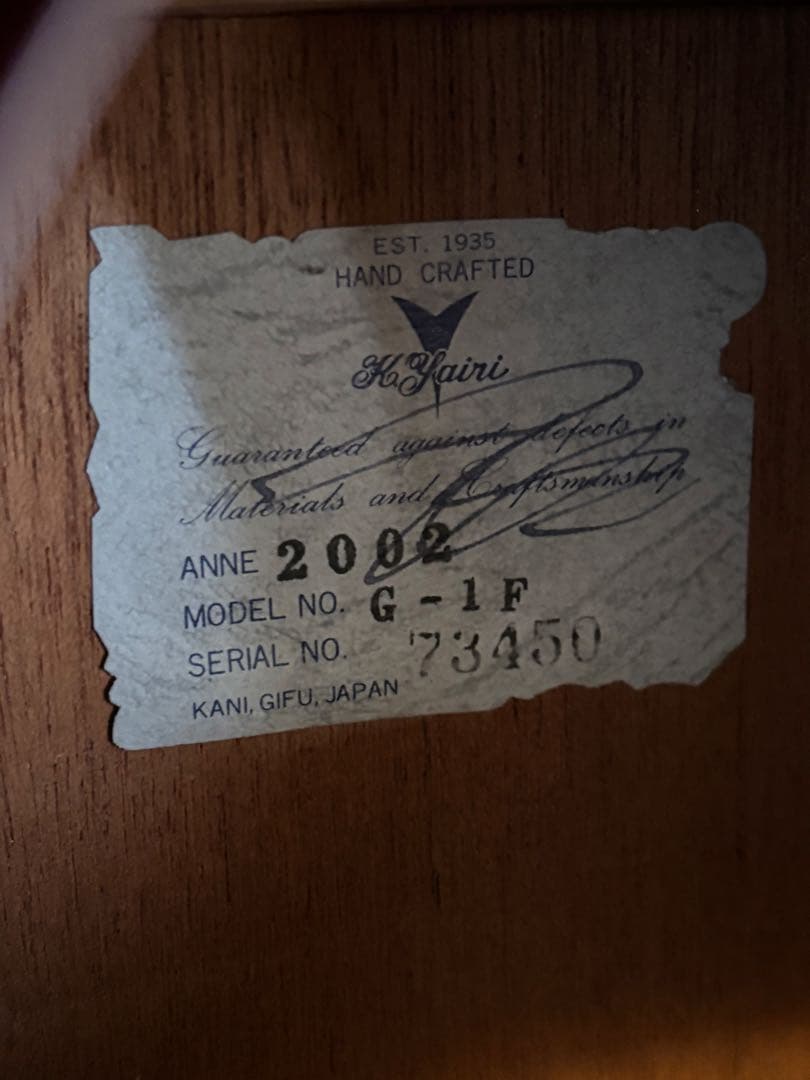 EST. 1935
HAND CRAFTED
K.Yairi
Guaranteed against defects in
Materials and Craftsmanship
ANNE 2002
MODEL NO. G-1F
SERIAL NO. 73450
KANI, GIFU, JAPAN